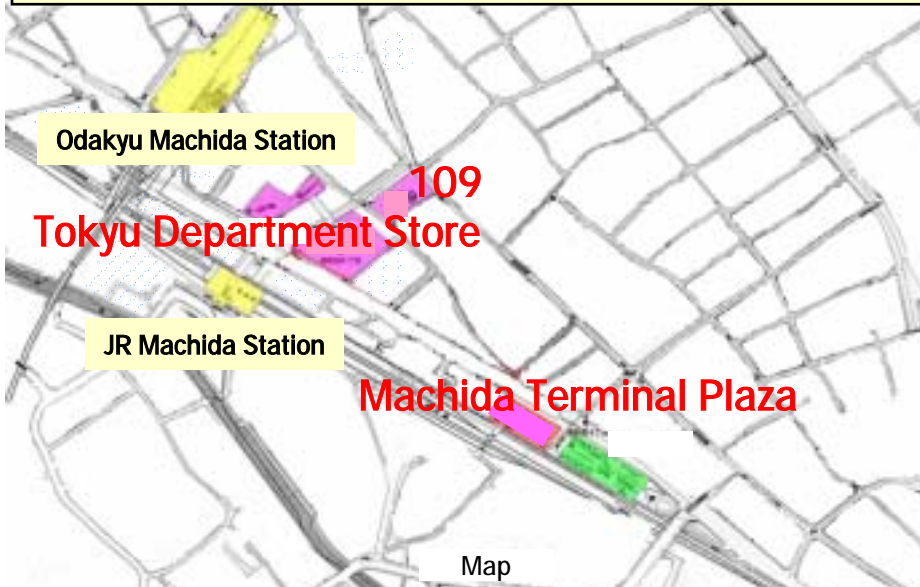 Odakyu Machida Station
109
Tokyu Department Store
JR Machida Station
Machida Terminal Plaza
Map